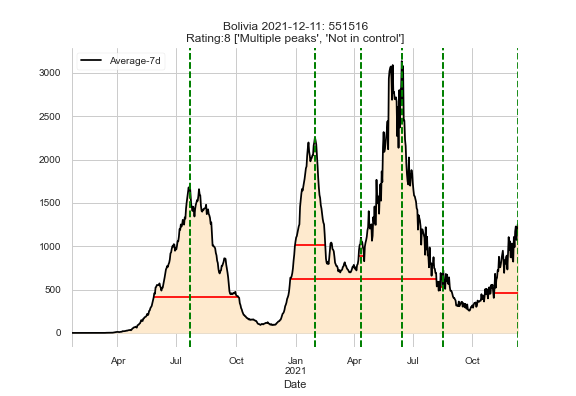 Bolivia 2021-12-11: 551516
Rating:8 ['Multiple peaks', 'Not in control']
Average-7d
3000
2500
2000
1500
1000
500
0
Apr
Jul
Oct
Jan
2021
Apr
Jul
Oct
Date